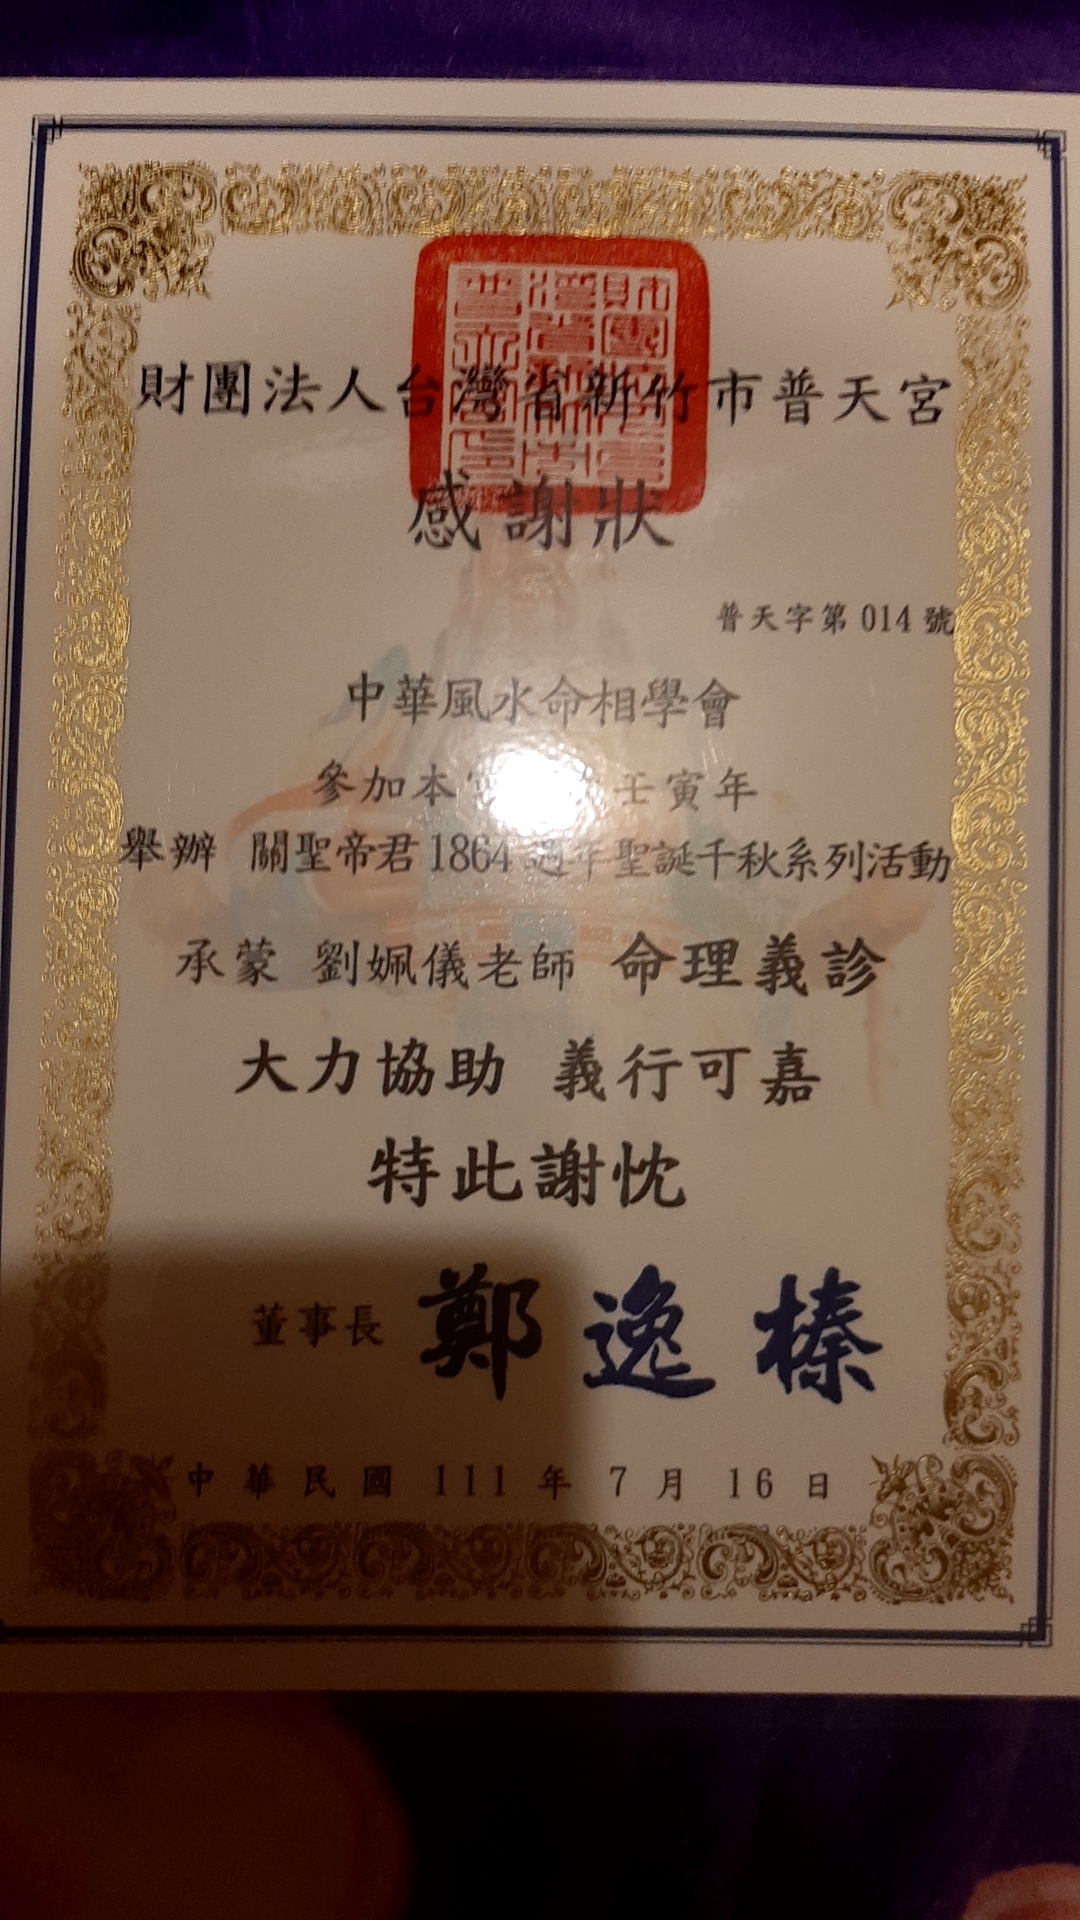 財團法人台灣省新竹市普天宮
感謝狀
普天字第 014 號
中華風水命相學會
參加本宮 壬寅年
舉辦 關聖帝君1864週年聖誕千秋系列活動
承蒙 劉姵儀老師 命理義診
大力協助 義行可嘉
特此謝忱
董事長 鄭逸榛
中華民國 111 年 7 月 16 日